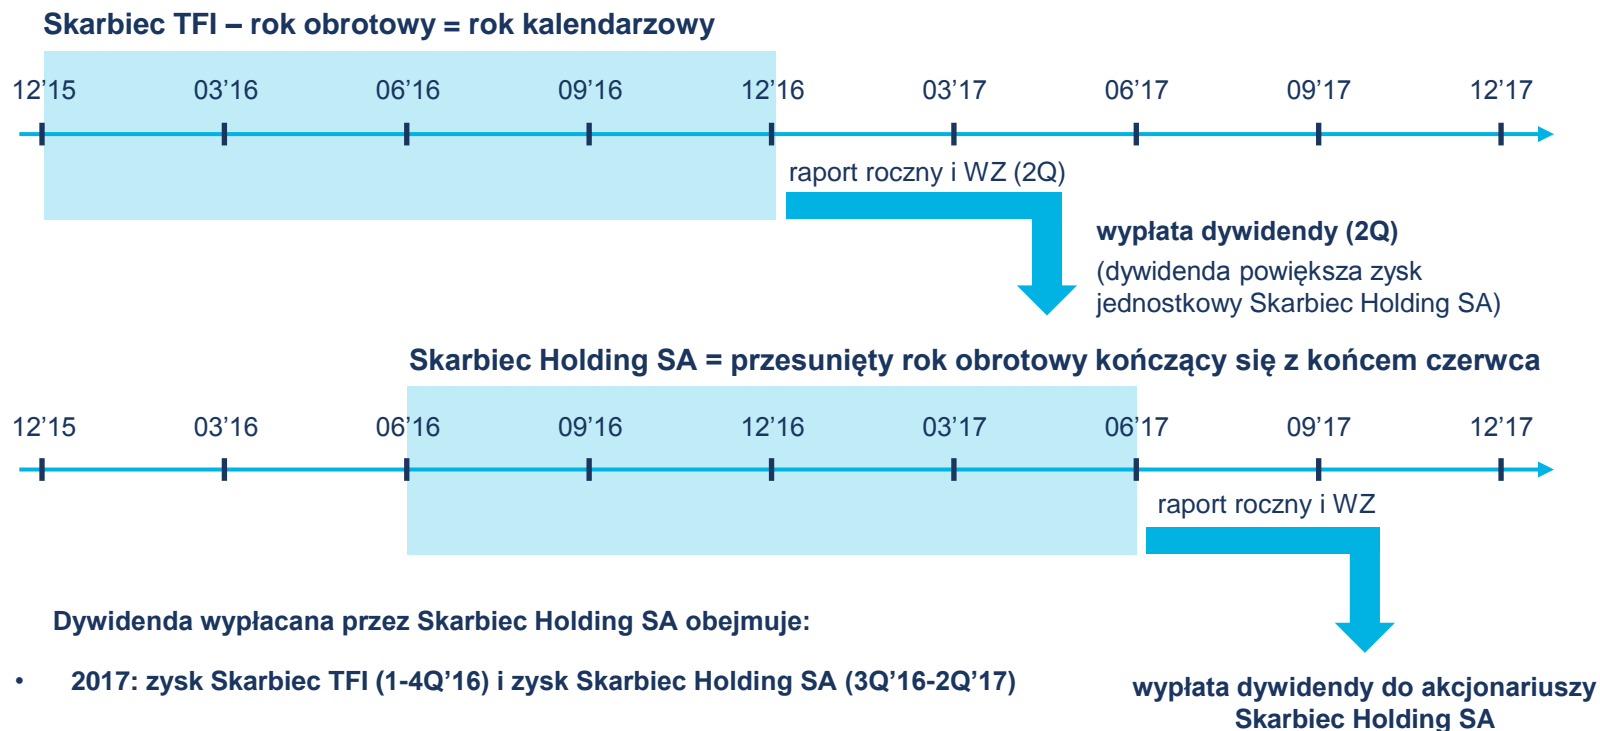 Skarbiec TFI – rok obrotowy = rok kalendarzowy
12’15 03’16 06’16 09’16 12’16 03’17 06’17 09’17 12’17
raport roczny i WZ (2Q)
wypłata dywidendy (2Q)
(dywidenda powiększa zysk
jednostkowy Skarbiec Holding SA)
Skarbiec Holding SA = przesunięty rok obrotowy kończący się z końcem czerwca
12’15 03’16 06’16 09’16 12’16 03’17 06’17 09’17 12’17
raport roczny i WZ
Dywidenda wypłacana przez Skarbiec Holding SA obejmuje:
• 2017: zysk Skarbiec TFI (1-4Q’16) i zysk Skarbiec Holding SA (3Q’16-2Q’17)
wypłata dywidendy do akcjonariuszy
Skarbiec Holding SA